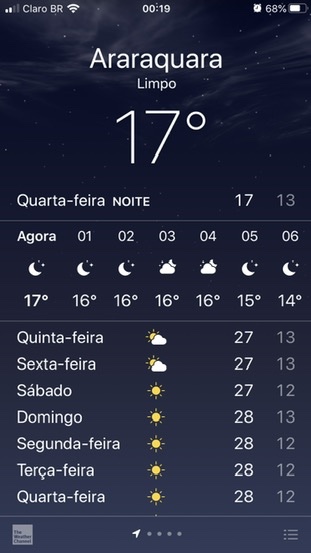 Claro BR 00:19 68%
Araraquara
Limpo
17°
Quarta-feira NOITE 17 13
Agora 01 02 03 04 05 06
17° 16° 16° 16° 16° 15° 14°
Quinta-feira 27 13
Sexta-feira 27 13
Sábado 27 12
Domingo 28 13
Segunda-feira 28 12
Terça-feira 28 12
Quarta-feira 28 12
The
Weather
Channel